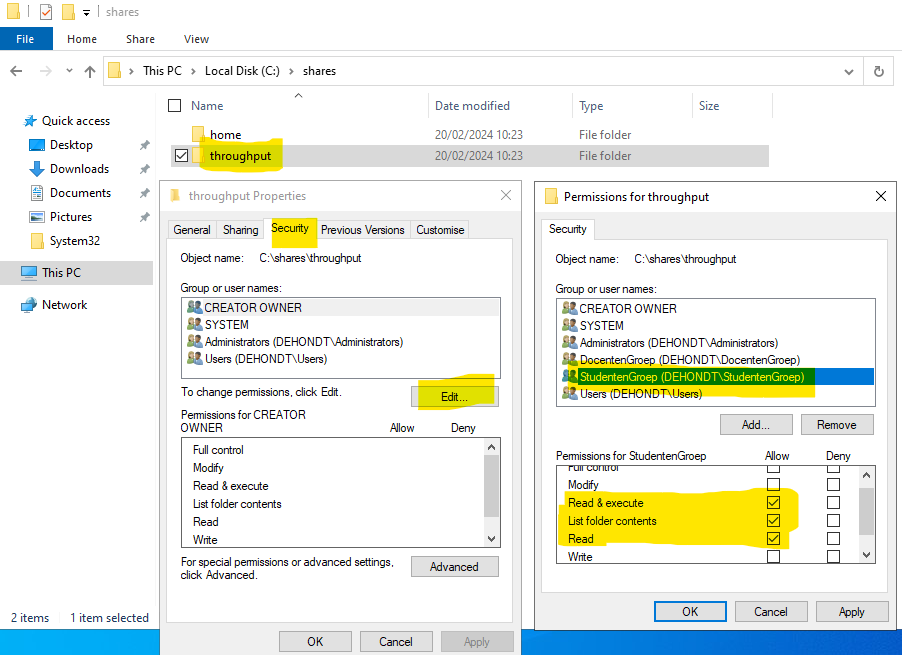 shares
File Home Share View
This PC > Local Disk (C:) > shares
Name Date modified Type Size
Quick access
Desktop
Downloads
Documents
Pictures
System32
This PC
Network
home 20/02/2024 10:23 File folder
throughput 20/02/2024 10:23 File folder
throughput Properties
General Sharing Security Previous Versions Customise
Object name: C:\shares\throughput
Group or user names:
CREATOR OWNER
SYSTEM
Administrators (DEHONDT\Administrators)
Users (DEHONDT\Users)
To change permissions, click Edit.
Edit...
Permissions for CREATOR
OWNER Allow Deny
Full control
Modify
Read & execute
List folder contents
Read
Write
For special permissions or advanced settings,
click Advanced.
Advanced
OK Cancel Apply
Permissions for throughput
Security
Object name: C:\shares\throughput
Group or user names:
CREATOR OWNER
SYSTEM
Administrators (DEHONDT\Administrators)
DocentenGroep (DEHONDT\DocentenGroep)
StudentenGroep (DEHONDT\StudentenGroep)
Users (DEHONDT\Users)
Add... Remove
Permissions for StudentenGroep Allow Deny
Full control
Modify
Read & execute
List folder contents
Read
Write
OK Cancel Apply
2 items 1 item selected